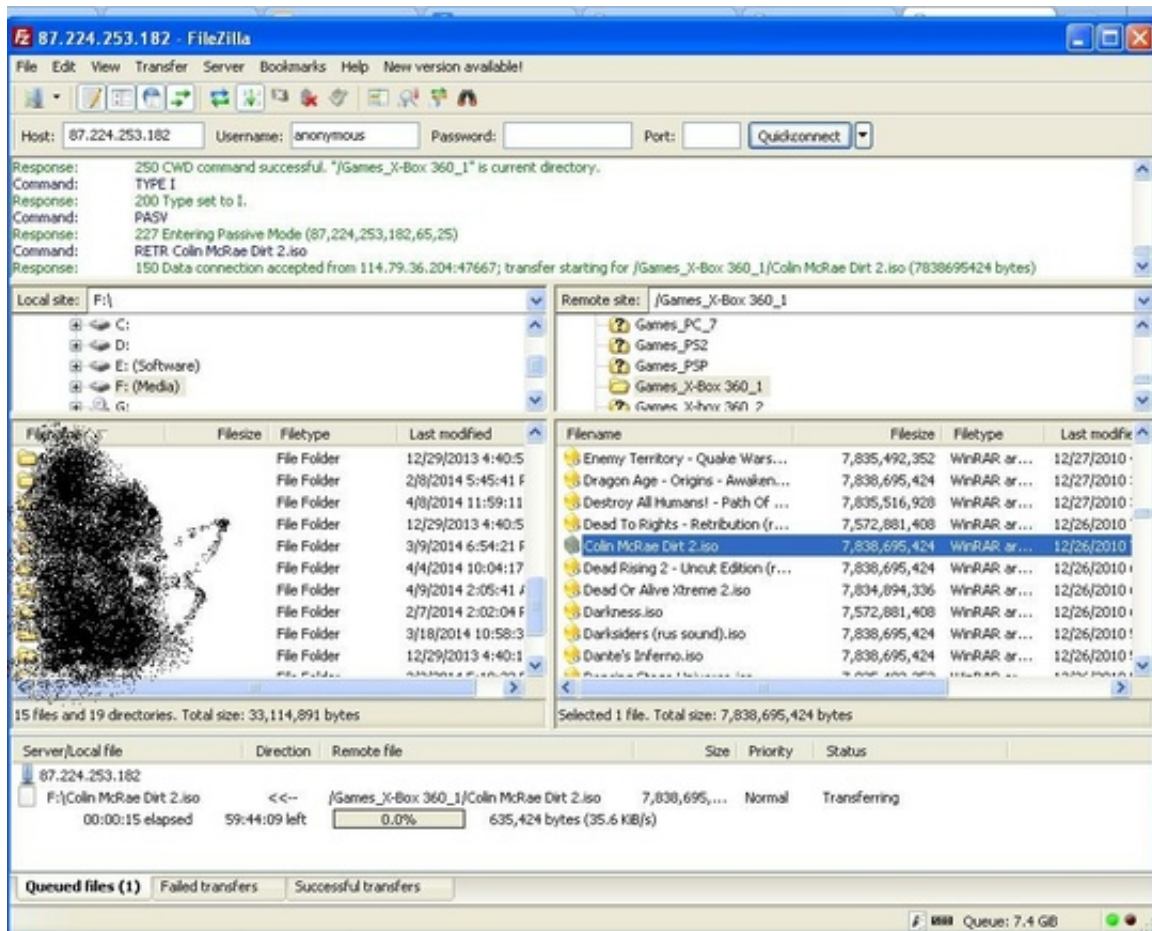 87.224.253.182 - FileZilla
File Edit View Transfer Server Bookmarks Help New version available!
Host: 87.224.253.182 Username: anonymous Password: Port: Quickconnect
Response: 250 CWD command successful. "/Games_X-Box 360_1" is current directory.
Command: TYPE I
Response: 200 Type set to I.
Command: PASV
Response: 227 Entering Passive Mode (87,224,253,182,65,25)
Command: RETR Colin McRae Dirt 2.iso
Response: 150 Data connection accepted from 114.79.36.204:47667; transfer starting for /Games_X-Box 360_1/Colin McRae Dirt 2.iso (7838695424 bytes)
Local site: F:\ Remote site: /Games_X-Box 360_1
C: Games_PC_7
D: Games_PS2
E: (Software) Games_PSP
F: (Media) Games_X-Box 360_1
G: Games_X-box 360_2
Filename Filesize Filetype Last modified Filename Filesize Filetype Last modifie
File Folder 12/29/2013 4:40:5 Enemy Territory - Quake Wars... 7,835,492,352 WinRAR ar... 12/27/2010
File Folder 2/8/2014 5:45:41 Dragon Age - Origins - Awaken... 7,838,695,424 WinRAR ar... 12/27/2010
File Folder 4/8/2014 11:59:11 Destroy All Humans! - Path Of ... 7,835,516,928 WinRAR ar... 12/27/2010
File Folder 12/29/2013 4:40:5 Dead To Rights - Retribution (r... 7,572,881,408 WinRAR ar... 12/26/2010
File Folder 3/9/2014 6:54:21 Colin McRae Dirt 2.iso 7,838,695,424 WinRAR ar... 12/26/2010
File Folder 4/4/2014 10:04:17 Dead Rising 2 - Uncut Edition (r... 7,838,695,424 WinRAR ar... 12/26/2010
File Folder 4/9/2014 2:05:41 Dead Or Alive Xtreme 2.iso 7,834,894,336 WinRAR ar... 12/26/2010
File Folder 2/7/2014 2:02:04 Darkness.iso 7,572,881,408 WinRAR ar... 12/26/2010
File Folder 3/18/2014 10:58:3 Darksiders (rus sound).iso 7,838,695,424 WinRAR ar... 12/26/2010
File Folder 12/29/2013 4:40:1 Dante's Inferno.iso 7,838,695,424 WinRAR ar... 12/26/2010
15 files and 19 directories. Total size: 33,114,891 bytes Selected 1 file. Total size: 7,838,695,424 bytes
Server/Local file Direction Remote file Size Priority Status
87.224.253.182
F:\Colin McRae Dirt 2.iso <<-- /Games_X-Box 360_1/Colin McRae Dirt 2.iso 7,838,695,... Normal Transferring
00:00:15 elapsed 59:44:09 left 0.0% 635,424 bytes (35.6 KiB/s)
Queued files (1) Failed transfers Successful transfers
Queue: 7.4 GiB